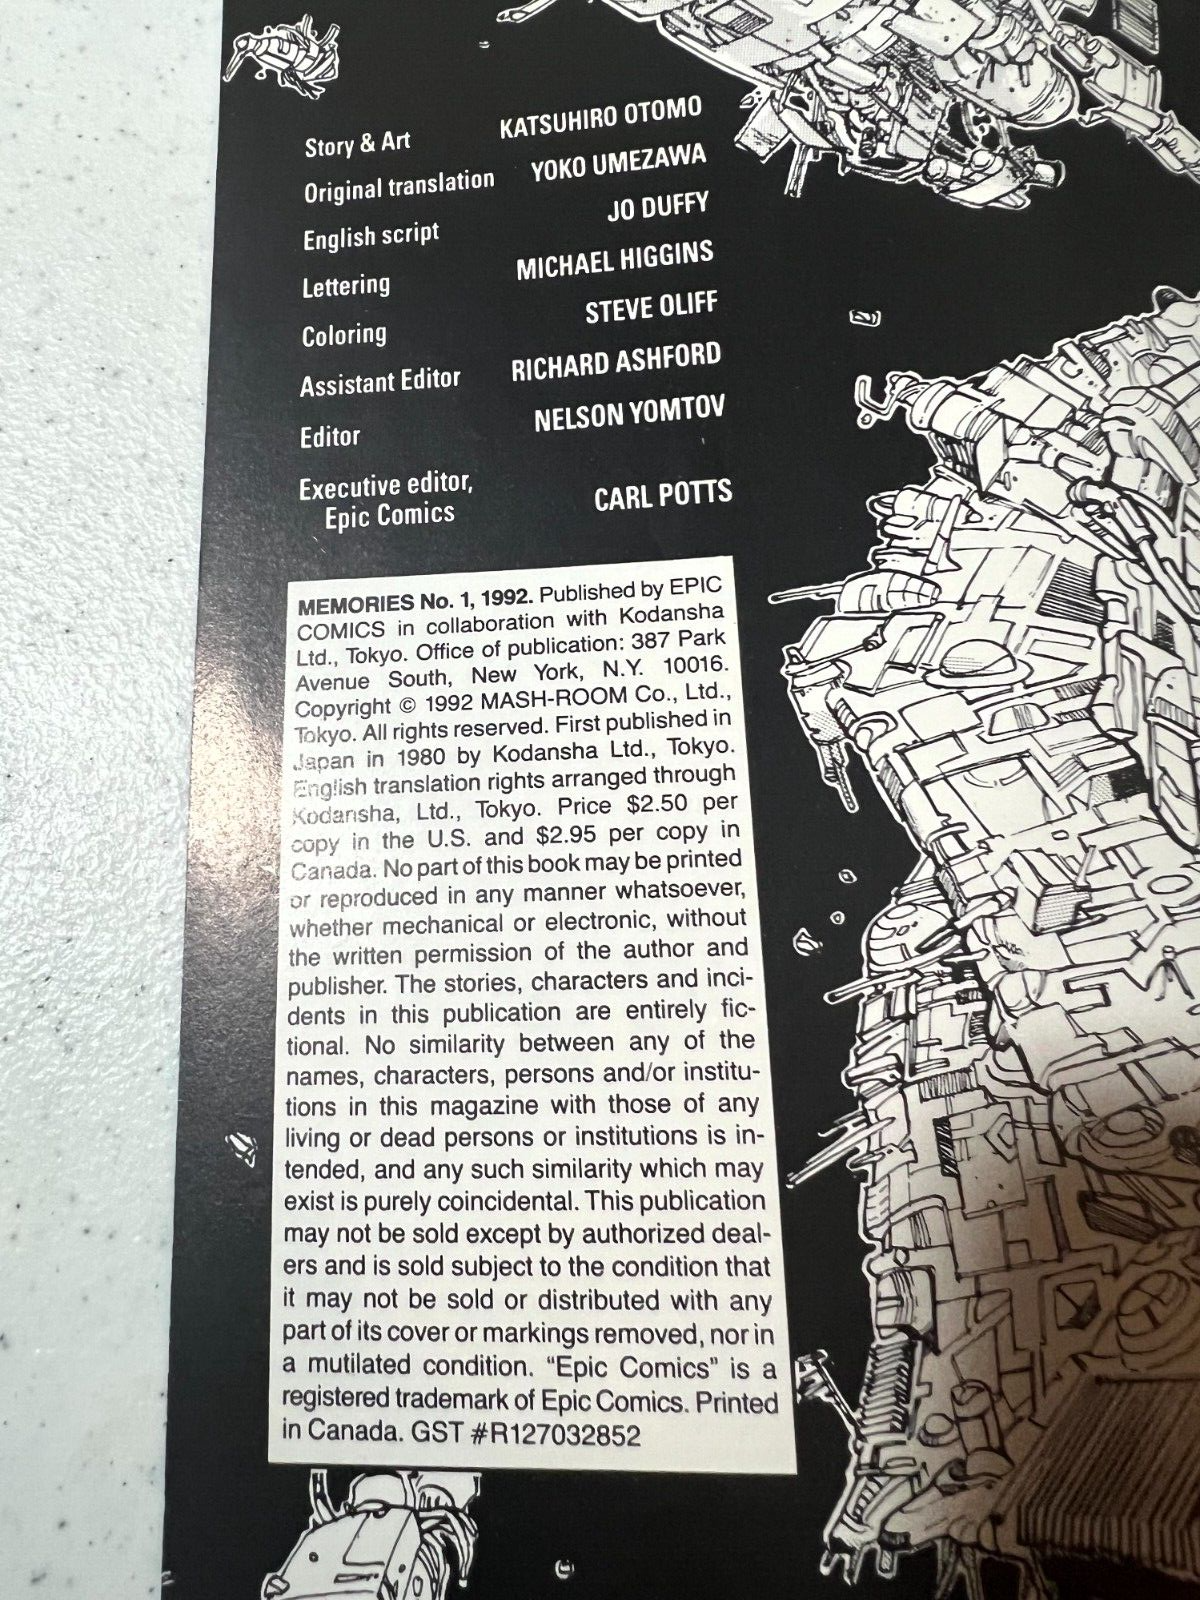 Story & Art KATSUHIRO OTOMO
Original translation YOKO UMEZAWA
English script JO DUFFY
Lettering MICHAEL HIGGINS
Coloring STEVE OLIFF
Assistant Editor RICHARD ASHFORD
Editor NELSON YOMTOV
Executive editor,
Epic Comics CARL POTTS
MEMORIES No. 1, 1992. Published by EPIC
COMICS in collaboration with Kodansha
Ltd., Tokyo. Office of publication: 387 Park
Avenue South, New York, N.Y. 10016.
Copyright © 1992 MASH-ROOM Co., Ltd.,
Tokyo. All rights reserved. First published in
Japan in 1980 by Kodansha Ltd., Tokyo.
English translation rights arranged through
Kodansha, Ltd., Tokyo. Price $2.50 per
copy in the U.S. and $2.95 per copy in
Canada. No part of this book may be printed
or reproduced in any manner whatsoever,
whether mechanical or electronic, without
the written permission of the author and
publisher. The stories, characters and inci-
dents in this publication are entirely fic-
tional. No similarity between any of the
names, characters, persons and/or institu-
tions in this magazine with those of any
living or dead persons or institutions is in-
tended, and any such similarity which may
exist is purely coincidental. This publication
may not be sold except by authorized deal-
ers and is sold subject to the condition that
it may not be sold or distributed with any
part of its cover or markings removed, nor in
a mutilated condition. “Epic Comics” is a
registered trademark of Epic Comics. Printed
in Canada. GST #R127032852